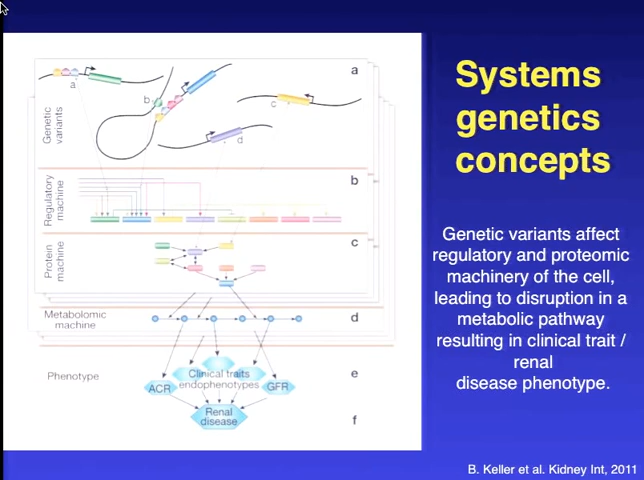 Systems
genetics
concepts
Genetic variants affect
regulatory and proteomic
machinery of the cell,
leading to disruption in a
metabolic pathway
resulting in clinical trait /
renal
disease phenotype.
B. Keller et al. Kidney Int, 2011
Genetic
variants
a
a
b
c
d
Regulatory
machine
b
Protein
machine
c
Metabolomic
machine
d
Phenotype
Clinical traits
endophenotypes
ACR
GFR
e
Renal
disease
f